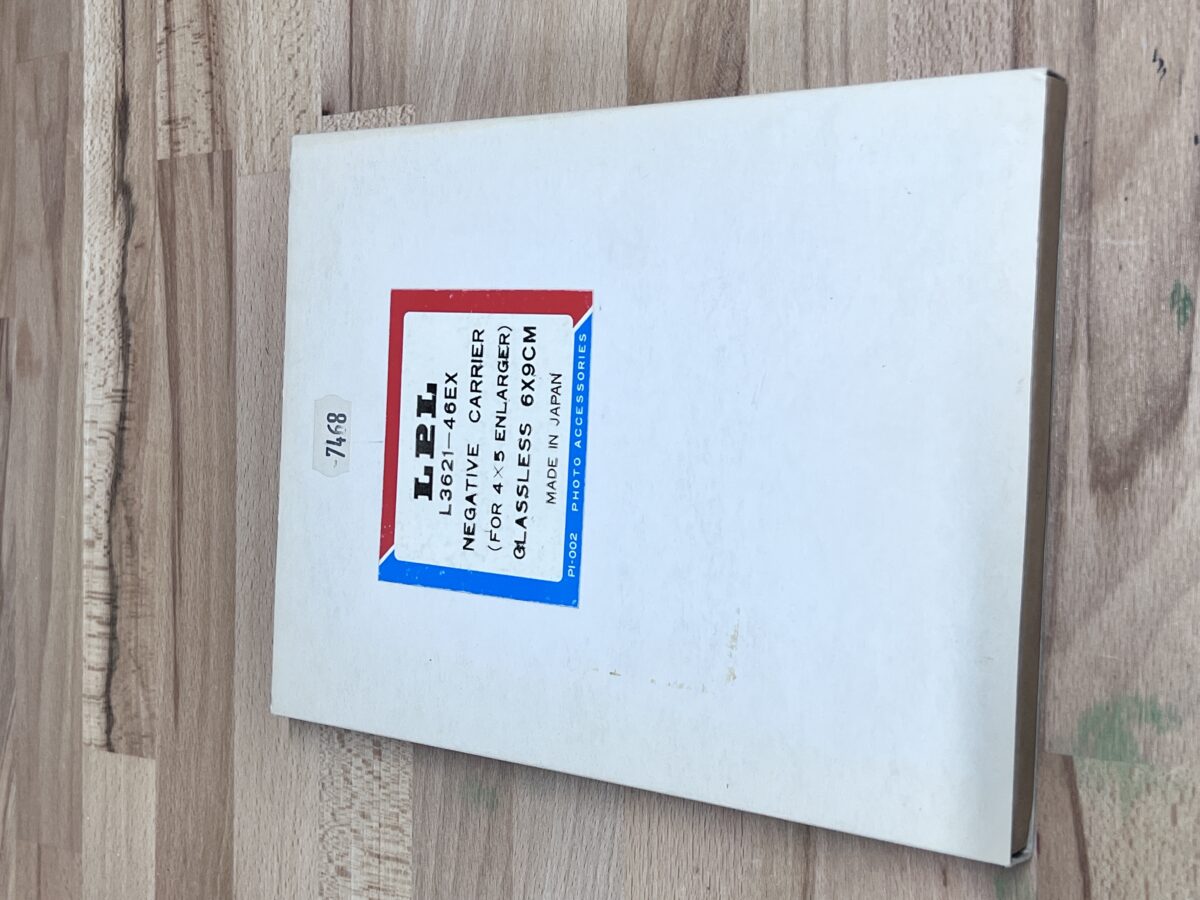 -7468
LPL
L3621-46EX
NEGATIVE CARRIER
(FOR 4×5 ENLARGER)
GLASSLESS 6X9CM
MADE IN JAPAN
PI-002 PHOTO ACCESSORIES